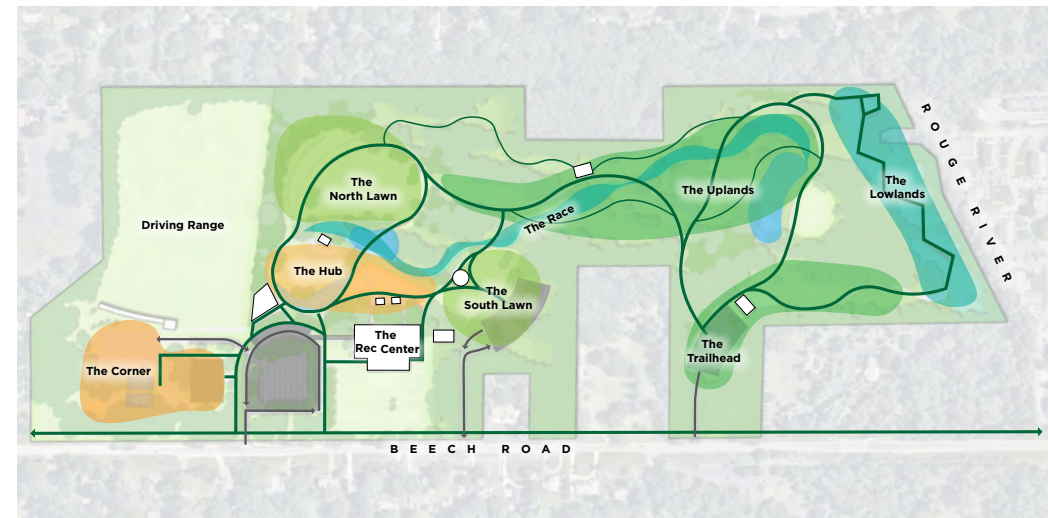 The
North Lawn
Driving Range
The Hub
The Race
The Uplands
The
Lowlands
ROUGE RIVER
The
South Lawn
The
Rec Center
The Corner
The
Trailhead
BEECH ROAD